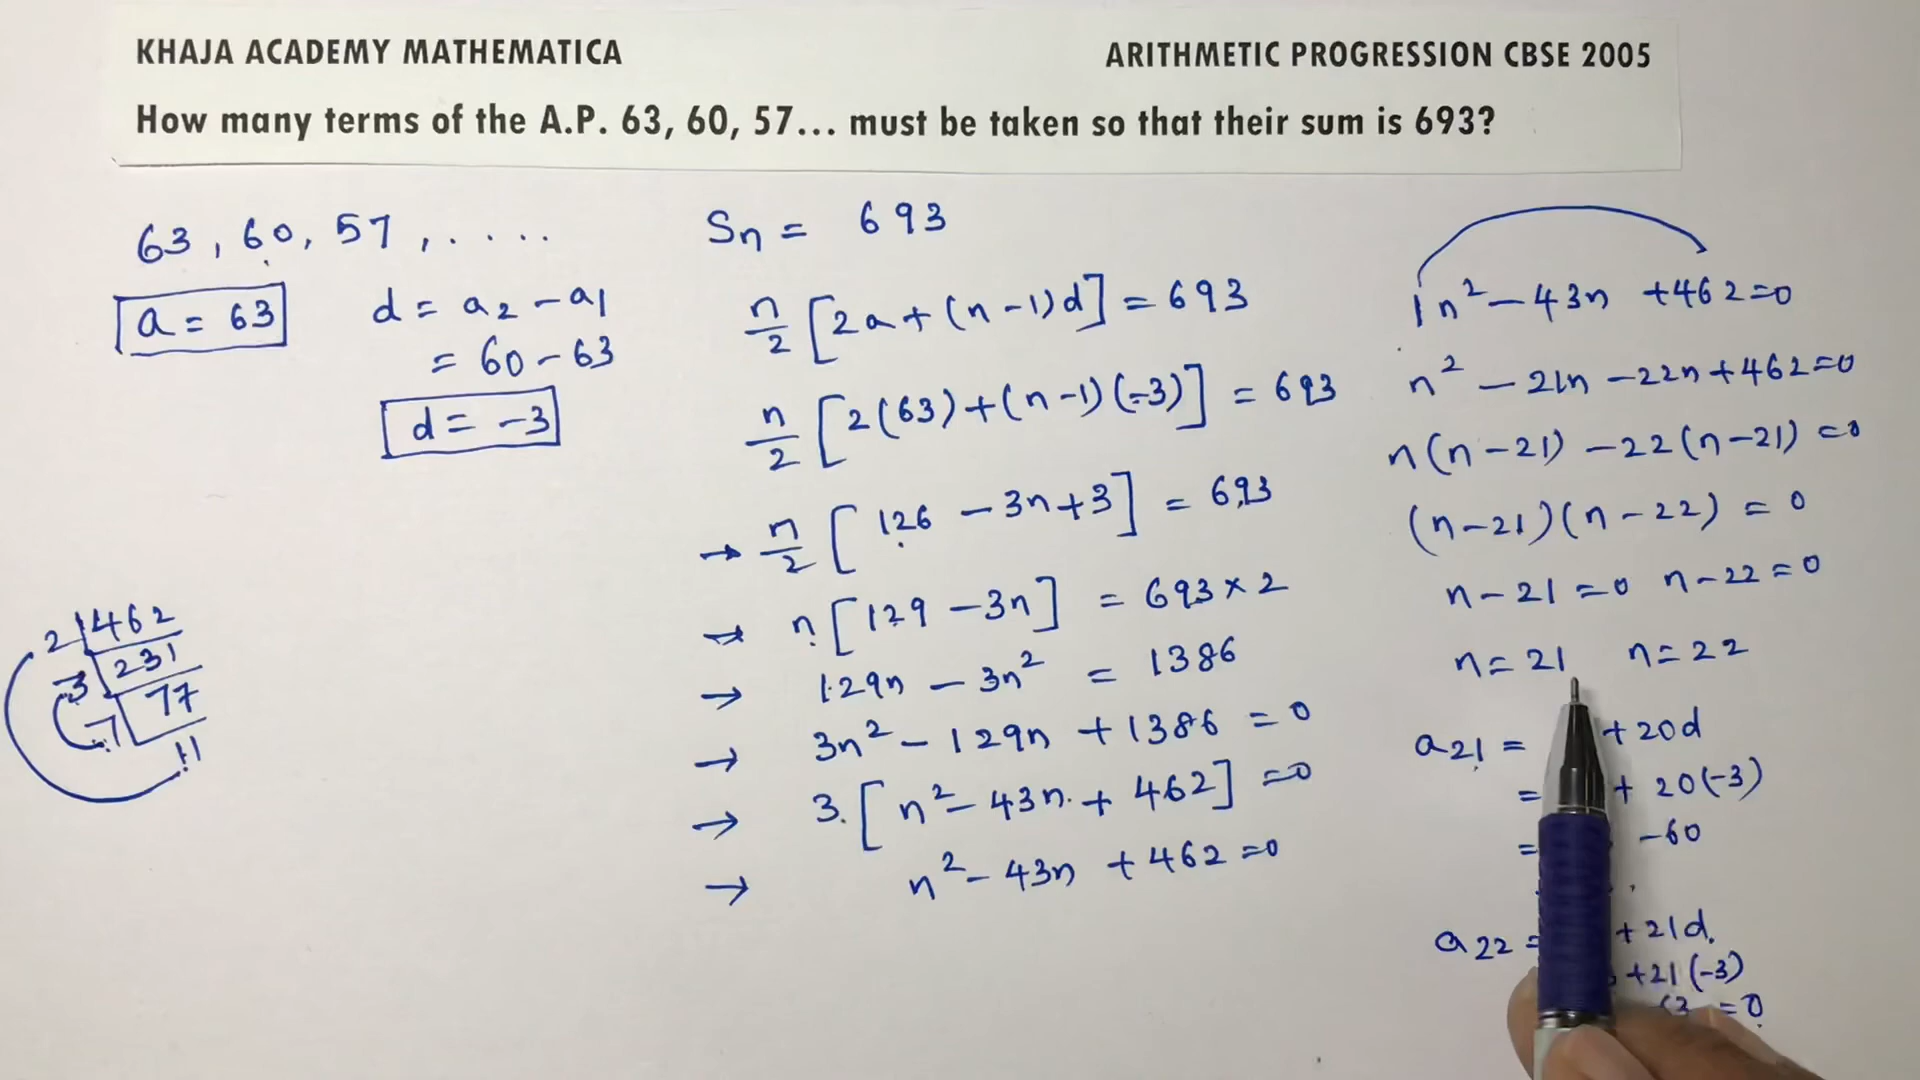 KHAJA ACADEMY MATHEMATICA
ARITHMETIC PROGRESSION CBSE 2005
How many terms of the A.P. 63, 60, 57... must be taken so that their sum is 693?
63, 60, 57, .....
a = 63
d = a2 - a1
= 60 - 63
d = -3
2 | 462
3 | 231
7 | 77
11
Sn = 693
n/2 [2a + (n-1)d] = 693
n/2 [2(63) + (n-1)(-3)] = 693
→ n/2 [126 - 3n + 3] = 693
→ n[129 - 3n] = 693 × 2
→ 129n - 3n² = 1386
→ 3n² - 129n + 1386 = 0
→ 3.[n² - 43n + 462] = 0
→ n² - 43n + 462 = 0
1n² - 43n + 462 = 0
n² - 21n - 22n + 462 = 0
n(n-21) - 22(n-21) = 0
(n-21)(n-22) = 0
n - 21 = 0 n - 22 = 0
n = 21 n = 22
a21 = + 20d
= + 20(-3)
= - 60
a22 = + 21d
+ 21(-3)
= 0